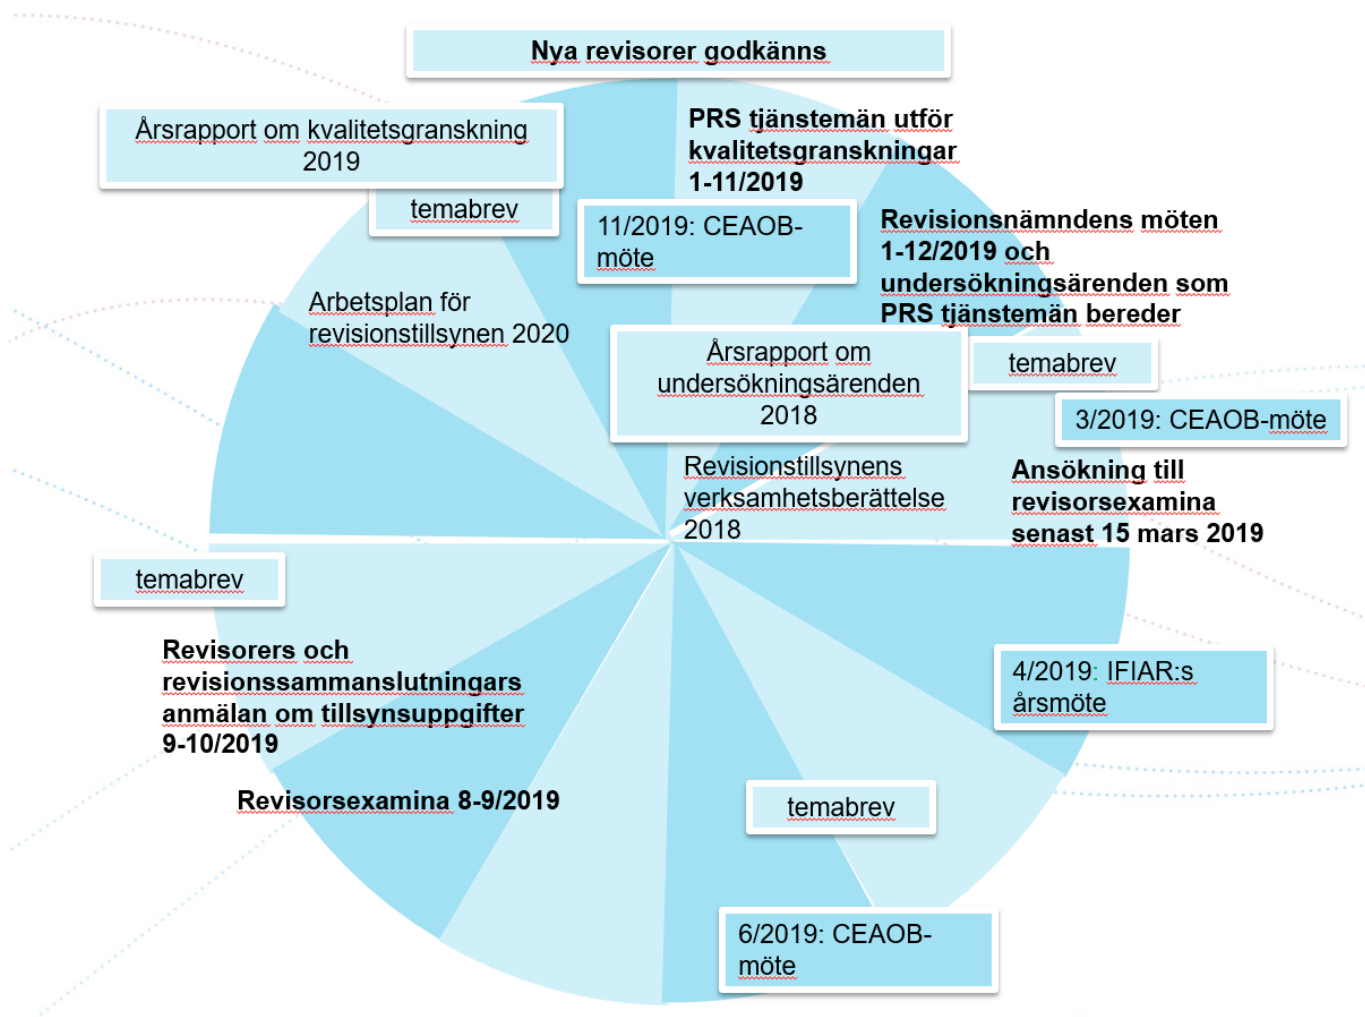 Nya revisorer godkänns
Årsrapport om kvalitetsgranskning
2019
temabrev
PRS tjänstemän utför
kvalitetsgranskningar
1-11/2019
11/2019: CEAOB-
möte
Revisionsnämndens möten
1-12/2019 och
undersökningsärenden som
PRS tjänstemän bereder
Arbetsplan för
revisionstillsynen 2020
Årsrapport om
undersökningsärenden
2018
temabrev
3/2019: CEAOB-möte
Revisionstillsynens
verksamhetsberättelse
2018
Ansökning till
revisorsexamina
senast 15 mars 2019
temabrev
Revisorers och
revisionssammanslutningars
anmälan om tillsynsuppgifter
9-10/2019
4/2019: IFIAR:s
årsmöte
Revisorsexamina 8-9/2019
temabrev
6/2019: CEAOB-
möte